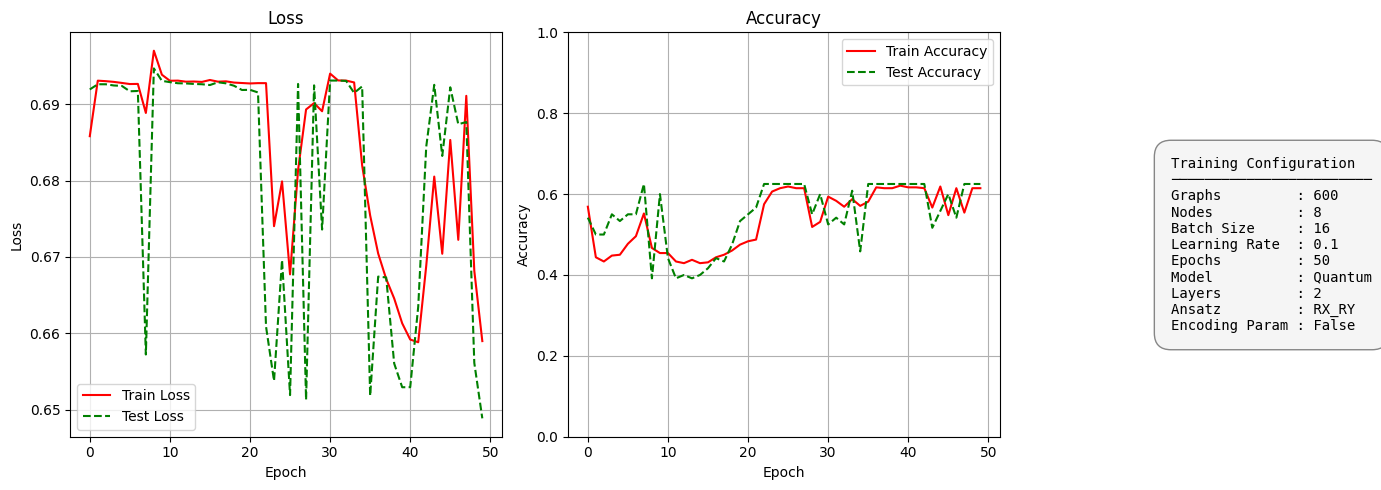 Loss
Loss
0.69
0.68
0.67
0.66
0.65
Train Loss
Test Loss
0 10 20 30 40 50
Epoch
Accuracy
Accuracy
1.0
0.8
0.6
0.4
0.2
0.0
Train Accuracy
Test Accuracy
0 10 20 30 40 50
Epoch
Training Configuration
Graphs : 600
Nodes : 8
Batch Size : 16
Learning Rate : 0.1
Epochs : 50
Model : Quantum
Layers : 2
Ansatz : RX_RY
Encoding Param : False